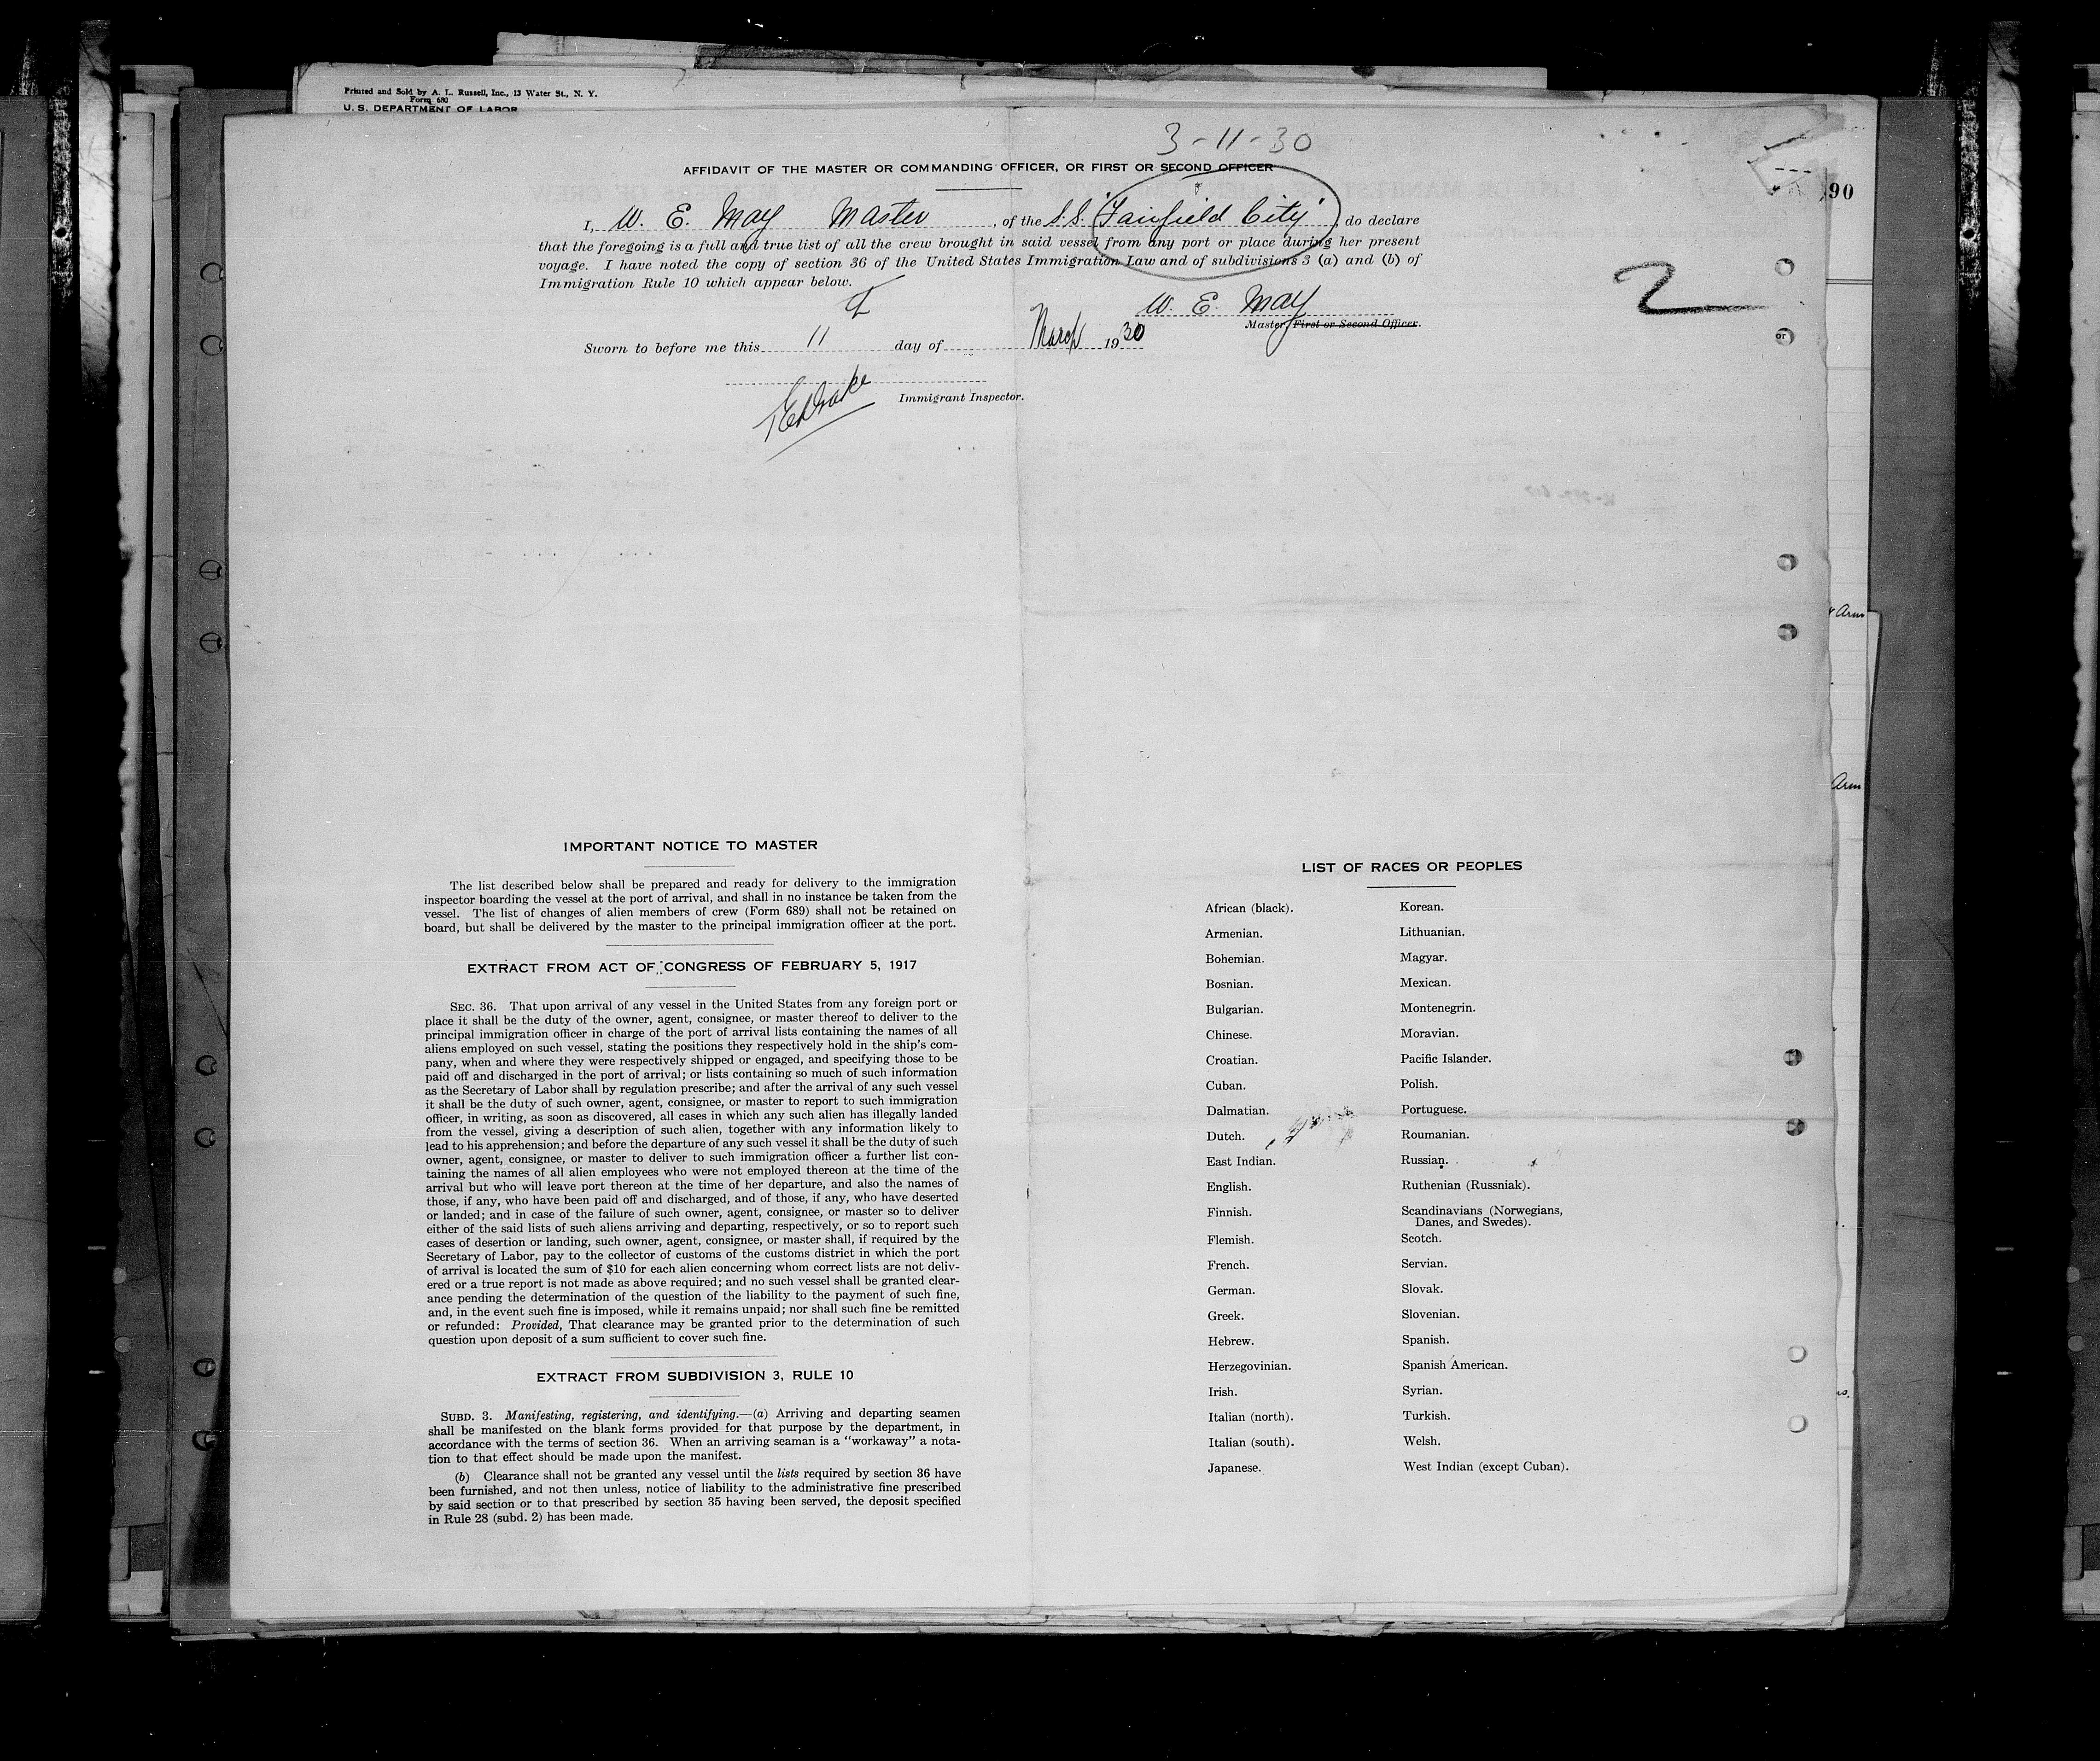 Printed and Sold by A. L. Russell, Inc., 13 Water St., N. Y.
Form 680
U. S. DEPARTMENT OF LABOR
3-11-30
AFFIDAVIT OF THE MASTER OR COMMANDING OFFICER, OR FIRST OR SECOND OFFICER
90
I, W. E. May Master, of the S.S. "Fairfield City", do declare
that the foregoing is a full and true list of all the crew brought in said vessel from any port or place during her present
voyage. I have noted the copy of section 36 of the United States Immigration Law and of subdivisions 3 (a) and (b) of
Immigration Rule 10 which appear below.
2
W. E. May
Master, First or Second Officer.
Sworn to before me this 11 day of March 1930
or
Immigrant Inspector.
Arm
Arm
IMPORTANT NOTICE TO MASTER
The list described below shall be prepared and ready for delivery to the immigration
inspector boarding the vessel at the port of arrival, and shall in no instance be taken from the
vessel. The list of changes of alien members of crew (Form 689) shall not be retained on
board, but shall be delivered by the master to the principal immigration officer at the port.
EXTRACT FROM ACT OF CONGRESS OF FEBRUARY 5, 1917
SEC. 36. That upon arrival of any vessel in the United States from any foreign port or
place it shall be the duty of the owner, agent, consignee, or master thereof to deliver to the
principal immigration officer in charge of the port of arrival lists containing the names of all
aliens employed on such vessel, stating the positions they respectively hold in the ship's com-
pany, when and where they were respectively shipped or engaged, and specifying those to be
paid off and discharged in the port of arrival; or lists containing so much of such information
as the Secretary of Labor shall by regulation prescribe; and after the arrival of any such vessel
it shall be the duty of such owner, agent, consignee, or master to report to such immigration
officer, in writing, as soon as discovered, all cases in which any such alien has illegally landed
from the vessel, giving a description of such alien, together with any information likely to
lead to his apprehension; and before the departure of any such vessel it shall be the duty of such
owner, agent, consignee, or master to deliver to such immigration officer a further list con-
taining the names of all alien employees who were not employed thereon at the time of the
arrival but who will leave port thereon at the time of her departure, and also the names of
those, if any, who have been paid off and discharged, and of those, if any, who have deserted
or landed; and in case of the failure of such owner, agent, consignee, or master so to deliver
either of the said lists of such aliens arriving and departing, respectively, or so to report such
cases of desertion or landing, such owner, agent, consignee, or master shall, if required by the
Secretary of Labor, pay to the collector of customs of the customs district in which the port
of arrival is located the sum of $10 for each alien concerning whom correct lists are not deliv-
ered or a true report is not made as above required; and no such vessel shall be granted clear-
ance pending the determination of the question of the liability to the payment of such fine,
and, in the event such fine is imposed, while it remains unpaid; nor shall such fine be remitted
or refunded: Provided, That clearance may be granted prior to the determination of such
question upon deposit of a sum sufficient to cover such fine.
EXTRACT FROM SUBDIVISION 3, RULE 10
SUBD. 3. Manifesting, registering, and identifying.—(a) Arriving and departing seamen
shall be manifested on the blank forms provided for that purpose by the department, in
accordance with the terms of section 36. When an arriving seaman is a "workaway" a nota-
tion to that effect should be made upon the manifest.
(b) Clearance shall not be granted any vessel until the lists required by section 36 have
been furnished, and not then unless, notice of liability to the administrative fine prescribed
by said section or to that prescribed by section 35 having been served, the deposit specified
in Rule 28 (subd. 2) has been made.
LIST OF RACES OR PEOPLES
African (black).
Armenian.
Bohemian.
Bosnian.
Bulgarian.
Chinese.
Croatian.
Cuban.
Dalmatian.
Dutch.
East Indian.
English.
Finnish.
Flemish.
French.
German.
Greek.
Hebrew.
Herzegovinian.
Irish.
Italian (north).
Italian (south).
Japanese.
Korean.
Lithuanian.
Magyar.
Mexican.
Montenegrin.
Moravian.
Pacific Islander.
Polish.
Portuguese.
Roumanian.
Russian.
Ruthenian (Russniak).
Scandinavians (Norwegians,
Danes, and Swedes).
Scotch.
Servian.
Slovak.
Slovenian.
Spanish.
Spanish American.
Syrian.
Turkish.
Welsh.
West Indian (except Cuban).